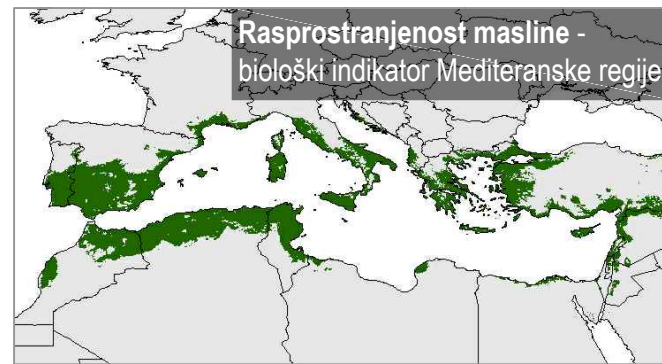 Rasprostranjenost masline -
biološki indikator Mediteranske regije